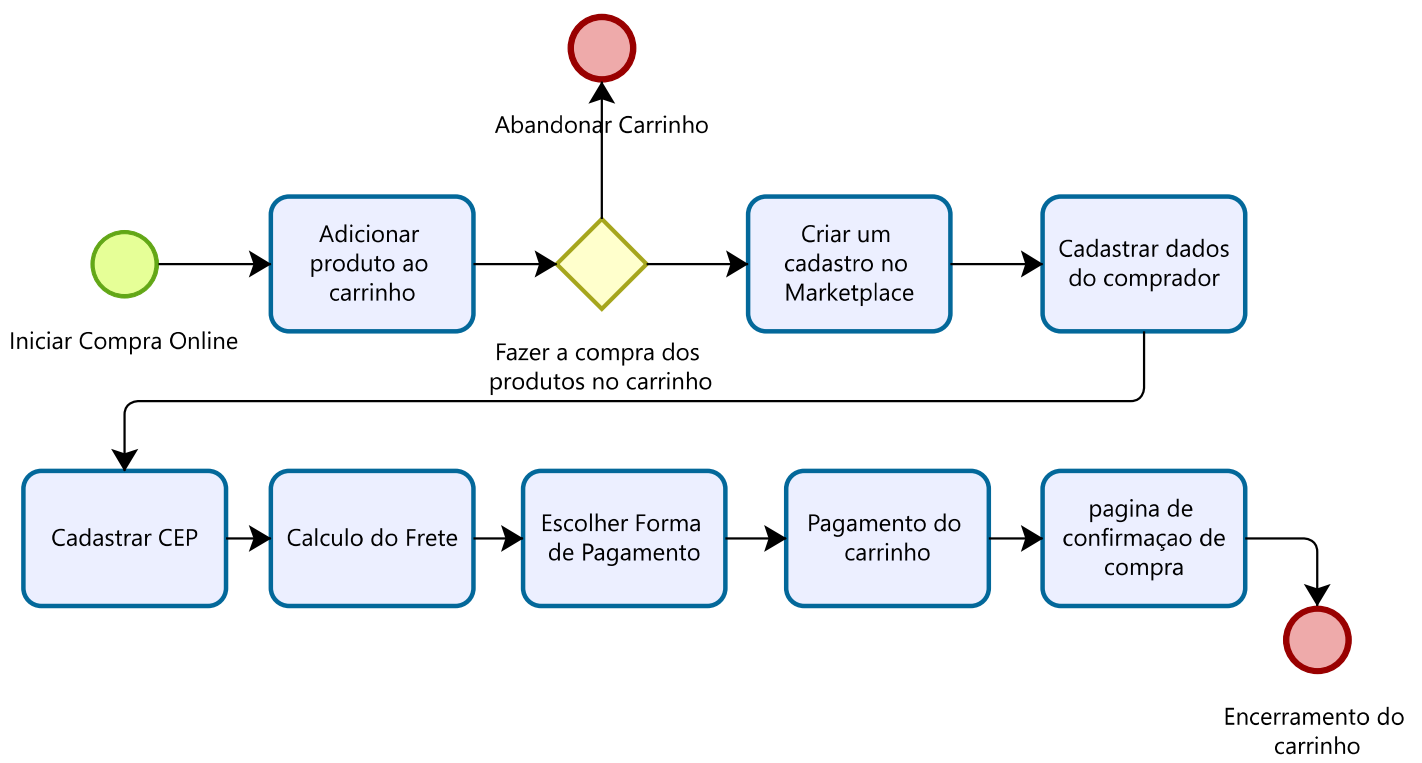 Abandonar Carrinho
Adicionar
produto ao
carrinho
Criar um
cadastro no
Marketplace
Cadastrar dados
do comprador
Iniciar Compra Online
Fazer a compra dos
produtos no carrinho
Cadastrar CEP
Calculo do Frete
Escolher Forma
de Pagamento
Pagamento do
carrinho
pagina de
confirmaçao de
compra
Encerramento do
carrinho